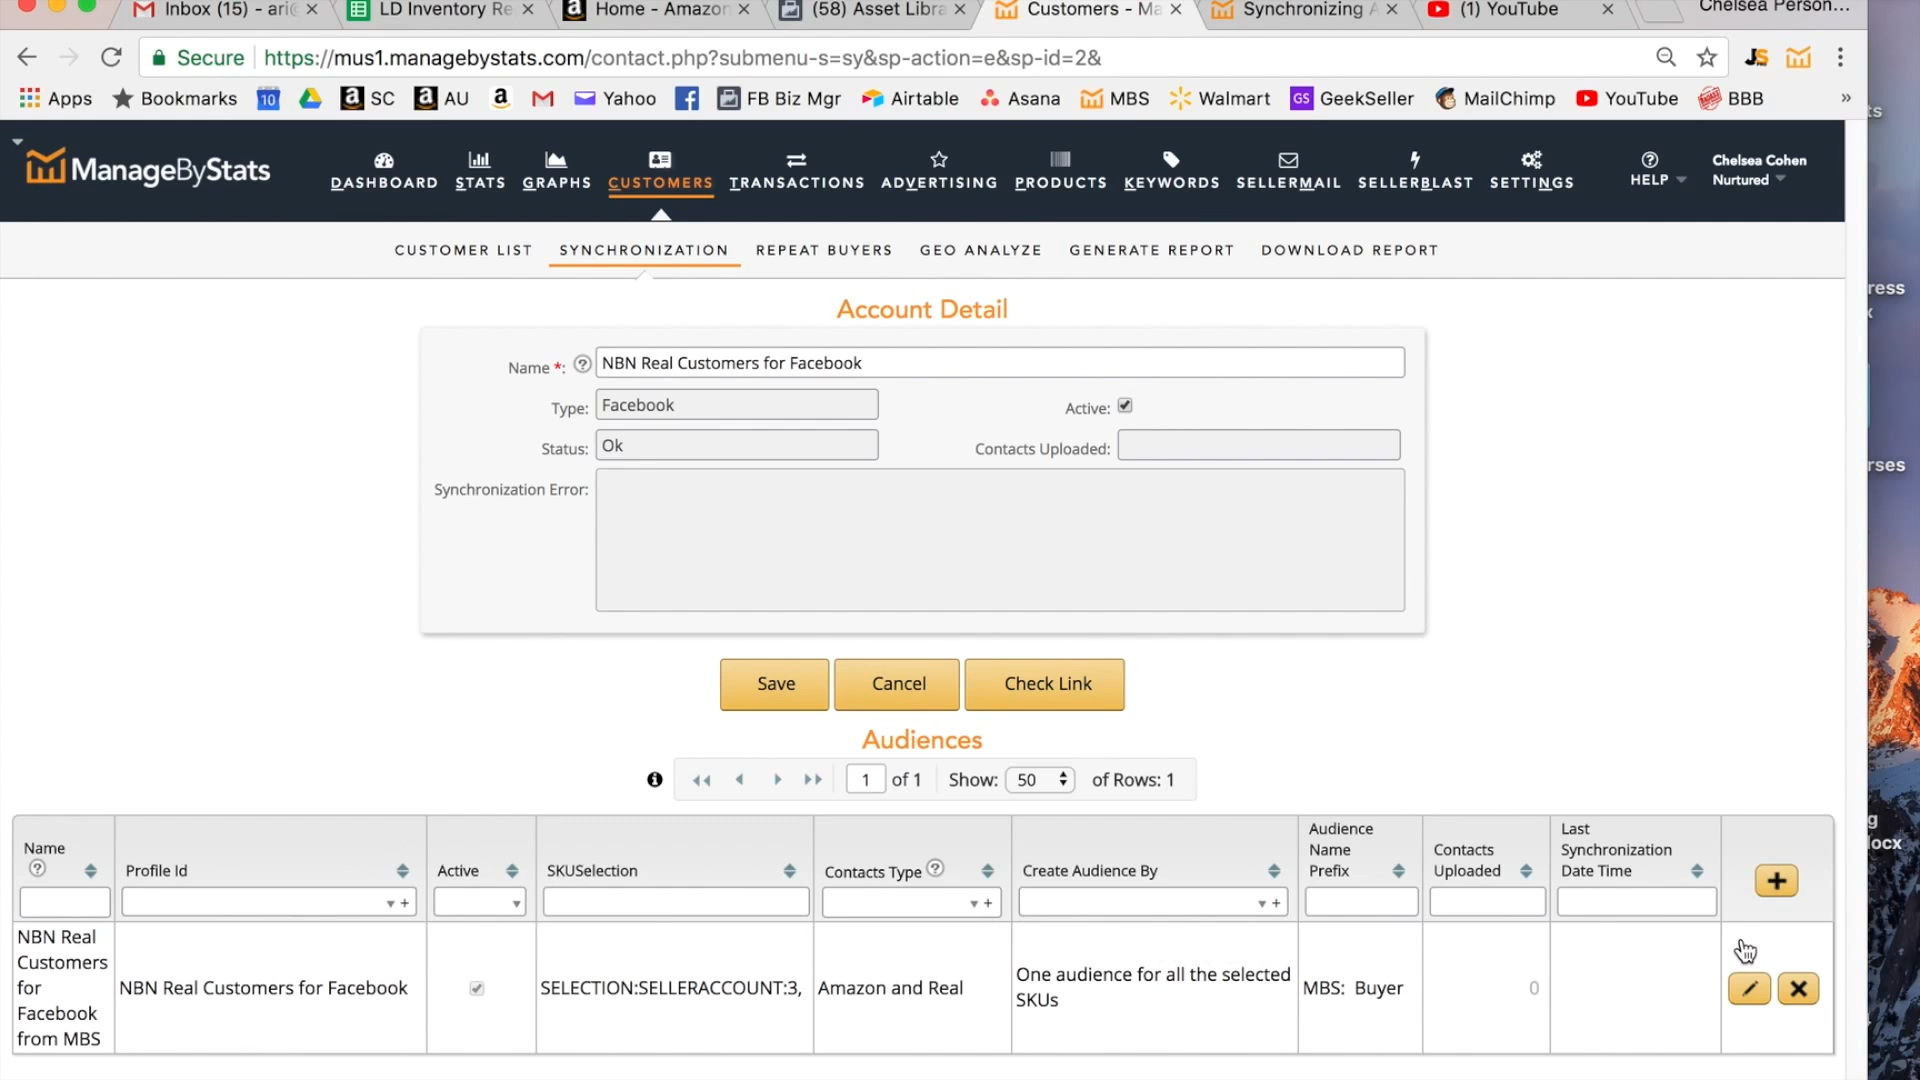 Inbox (15) - ari@
LD Inventory Re
Home - Amazon
(58) Asset Libra
Customers - Ma
Synchronizing A
(1) YouTube
Chelsea Person...
Secure https://mus1.managebystats.com/contact.php?submenu-s=sy&sp-action=e&sp-id=2&
Apps Bookmarks 10 SC AU Yahoo FB Biz Mgr Airtable Asana MBS Walmart GS GeekSeller MailChimp YouTube BBB »
ManageByStats
DASHBOARD STATS GRAPHS CUSTOMERS TRANSACTIONS ADVERTISING PRODUCTS KEYWORDS SELLERMAIL SELLERBLAST SETTINGS HELP
Chelsea Cohen
Nurtured
CUSTOMER LIST SYNCHRONIZATION REPEAT BUYERS GEO ANALYZE GENERATE REPORT DOWNLOAD REPORT
Account Detail
Name *: NBN Real Customers for Facebook
Type: Facebook Active:
Status: Ok Contacts Uploaded:
Synchronization Error:
Save Cancel Check Link
Audiences
1 of 1 Show: 50 of Rows: 1
Name
Profile Id
Active
SKUSelection
Contacts Type
Create Audience By
Audience
Name
Prefix
Contacts
Uploaded
Last
Synchronization
Date Time
NBN Real
Customers
for
Facebook
from MBS
NBN Real Customers for Facebook
SELECTION:SELLERACCOUNT:3,
Amazon and Real
One audience for all the selected
SKUs
MBS: Buyer
0
ts
ress
x
rses
g
locx